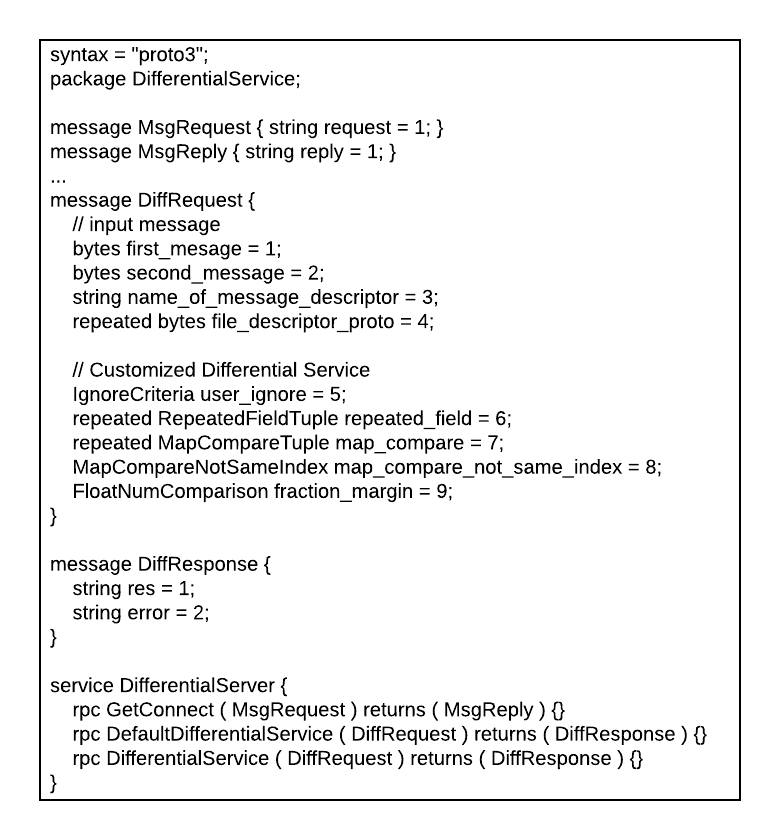 syntax = "proto3";
package DifferentialService;
message MsgRequest { string request = 1; }
message MsgReply { string reply = 1; }
...
message DiffRequest {
// input message
bytes first_mesage = 1;
bytes second_message = 2;
string name_of_message_descriptor = 3;
repeated bytes file_descriptor_proto = 4;
// Customized Differential Service
IgnoreCriteria user_ignore = 5;
repeated RepeatedFieldTuple repeated_field = 6;
repeated MapCompareTuple map_compare = 7;
MapCompareNotSameIndex map_compare_not_same_index = 8;
FloatNumComparison fraction_margin = 9;
}
message DiffResponse {
string res = 1;
string error = 2;
}
service DifferentialServer {
rpc GetConnect ( MsgRequest ) returns ( MsgReply ) {}
rpc DefaultDifferentialService ( DiffRequest ) returns ( DiffResponse ) {}
rpc DifferentialService ( DiffRequest ) returns ( DiffResponse ) {}
}